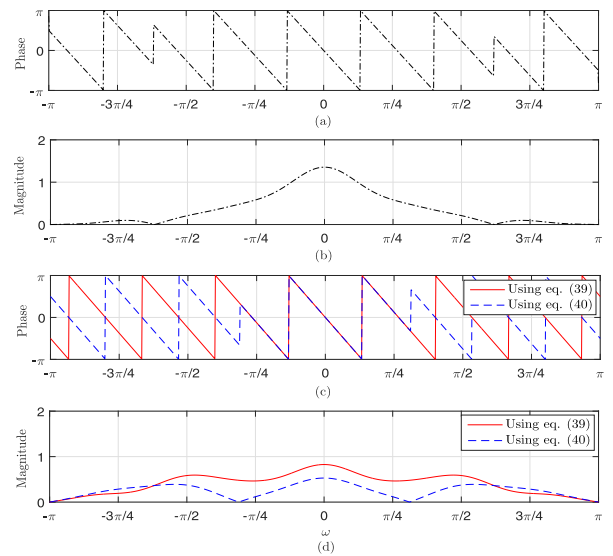 π
Phase
0
-π
-π -3π/4 -π/2 -π/4 0 π/4 π/2 3π/4 π
(a)
2
Magnitude
1
0
-π -3π/4 -π/2 -π/4 0 π/4 π/2 3π/4 π
(b)
π
Phase
0
-π
Using eq. (39)
Using eq. (40)
-π -3π/4 -π/2 -π/4 0 π/4 π/2 3π/4 π
(c)
2
Magnitude
1
0
Using eq. (39)
Using eq. (40)
-π -3π/4 -π/2 -π/4 0 π/4 π/2 3π/4 π
ω
(d)